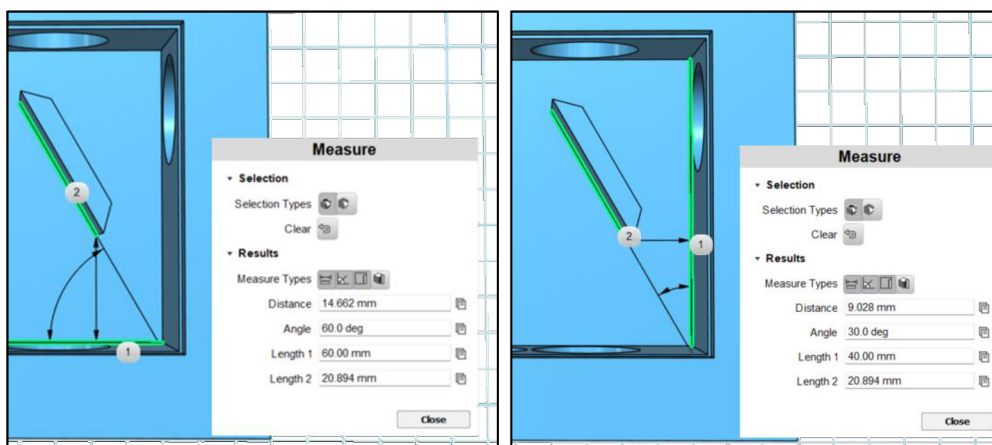 Measure
Selection
Selection Types
Clear
Results
Measure Types
Distance 14.662 mm
Angle 60.0 deg
Length 1 60.00 mm
Length 2 20.894 mm
Close
2
1
Measure
Selection
Selection Types
Clear
Results
Measure Types
Distance 9.028 mm
Angle 30.0 deg
Length 1 40.00 mm
Length 2 20.894 mm
Close
2
1